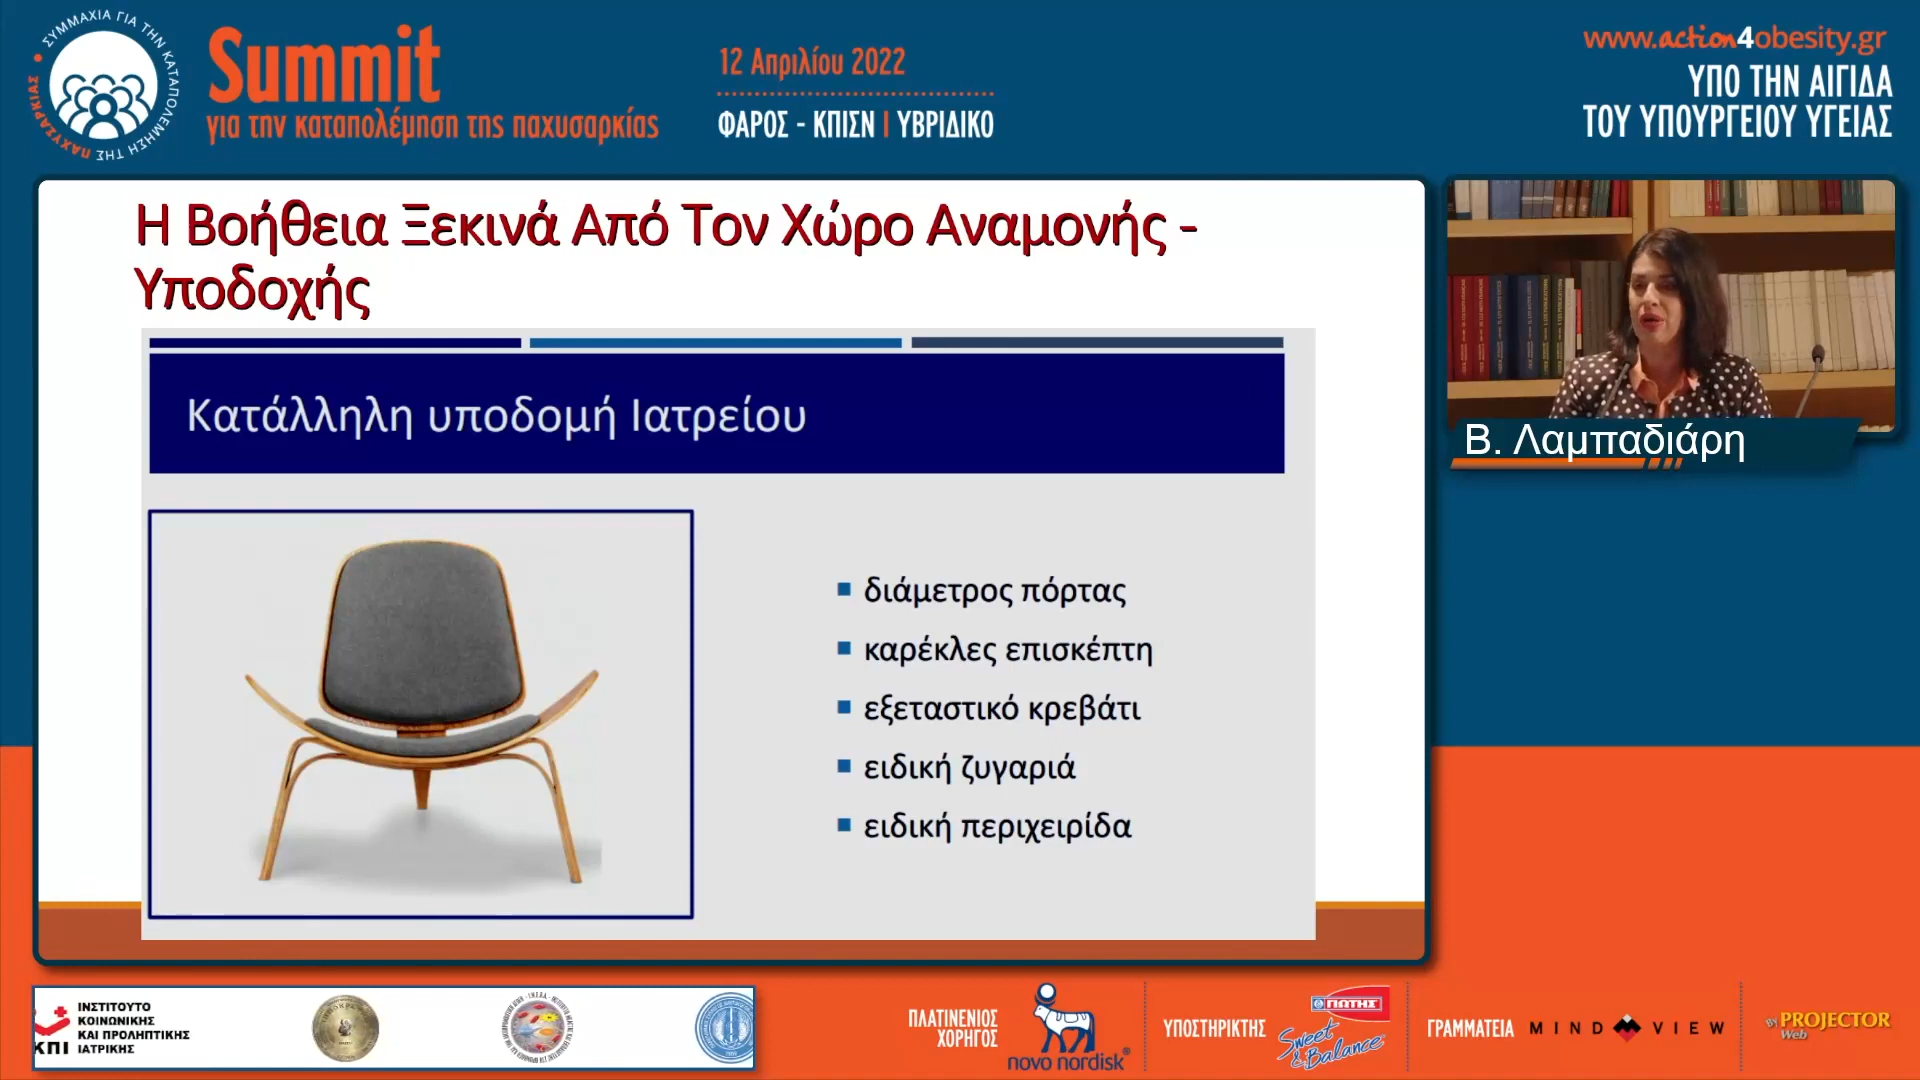 ΣΥΜΜΑΧΙΑ ΓΙΑ ΤΗΝ ΚΑΤΑΠΟΛΕΜΗΣΗ ΤΗΣ ΠΑΧΥΣΑΡΚΙΑΣ
Summit
για την καταπολέμηση της παχυσαρκίας
12 Απριλίου 2022
ΦΑΡΟΣ - ΚΠΙΣΝ | ΥΒΡΙΔΙΚΟ
www.action4obesity.gr
ΥΠΟ ΤΗΝ ΑΙΓΙΔΑ
ΤΟΥ ΥΠΟΥΡΓΕΙΟΥ ΥΓΕΙΑΣ
Η Βοήθεια Ξεκινά Από Τον Χώρο Αναμονής -
Υποδοχής
Κατάλληλη υποδομή Ιατρείου
διάμετρος πόρτας
καρέκλες επισκέπτη
εξεταστικό κρεβάτι
ειδική ζυγαριά
ειδική περιχειρίδα
Β. Λαμπαδιάρη
ΚΠΙ
ΙΝΣΤΙΤΟΥΤΟ
ΚΟΙΝΩΝΙΚΗΣ
ΚΑΙ ΠΡΟΛΗΠΤΙΚΗΣ
ΙΑΤΡΙΚΗΣ
ΠΛΑΤΙΝΕΝΙΟΣ
ΧΟΡΗΓΟΣ
novo nordisk®
ΥΠΟΣΤΗΡΙΚΤΗΣ
ΓΙΩΤΗΣ
Sweet
& Balance
ΓΡΑΜΜΑΤΕΙΑ
MINDVIEW
BY PROJECTOR
Web